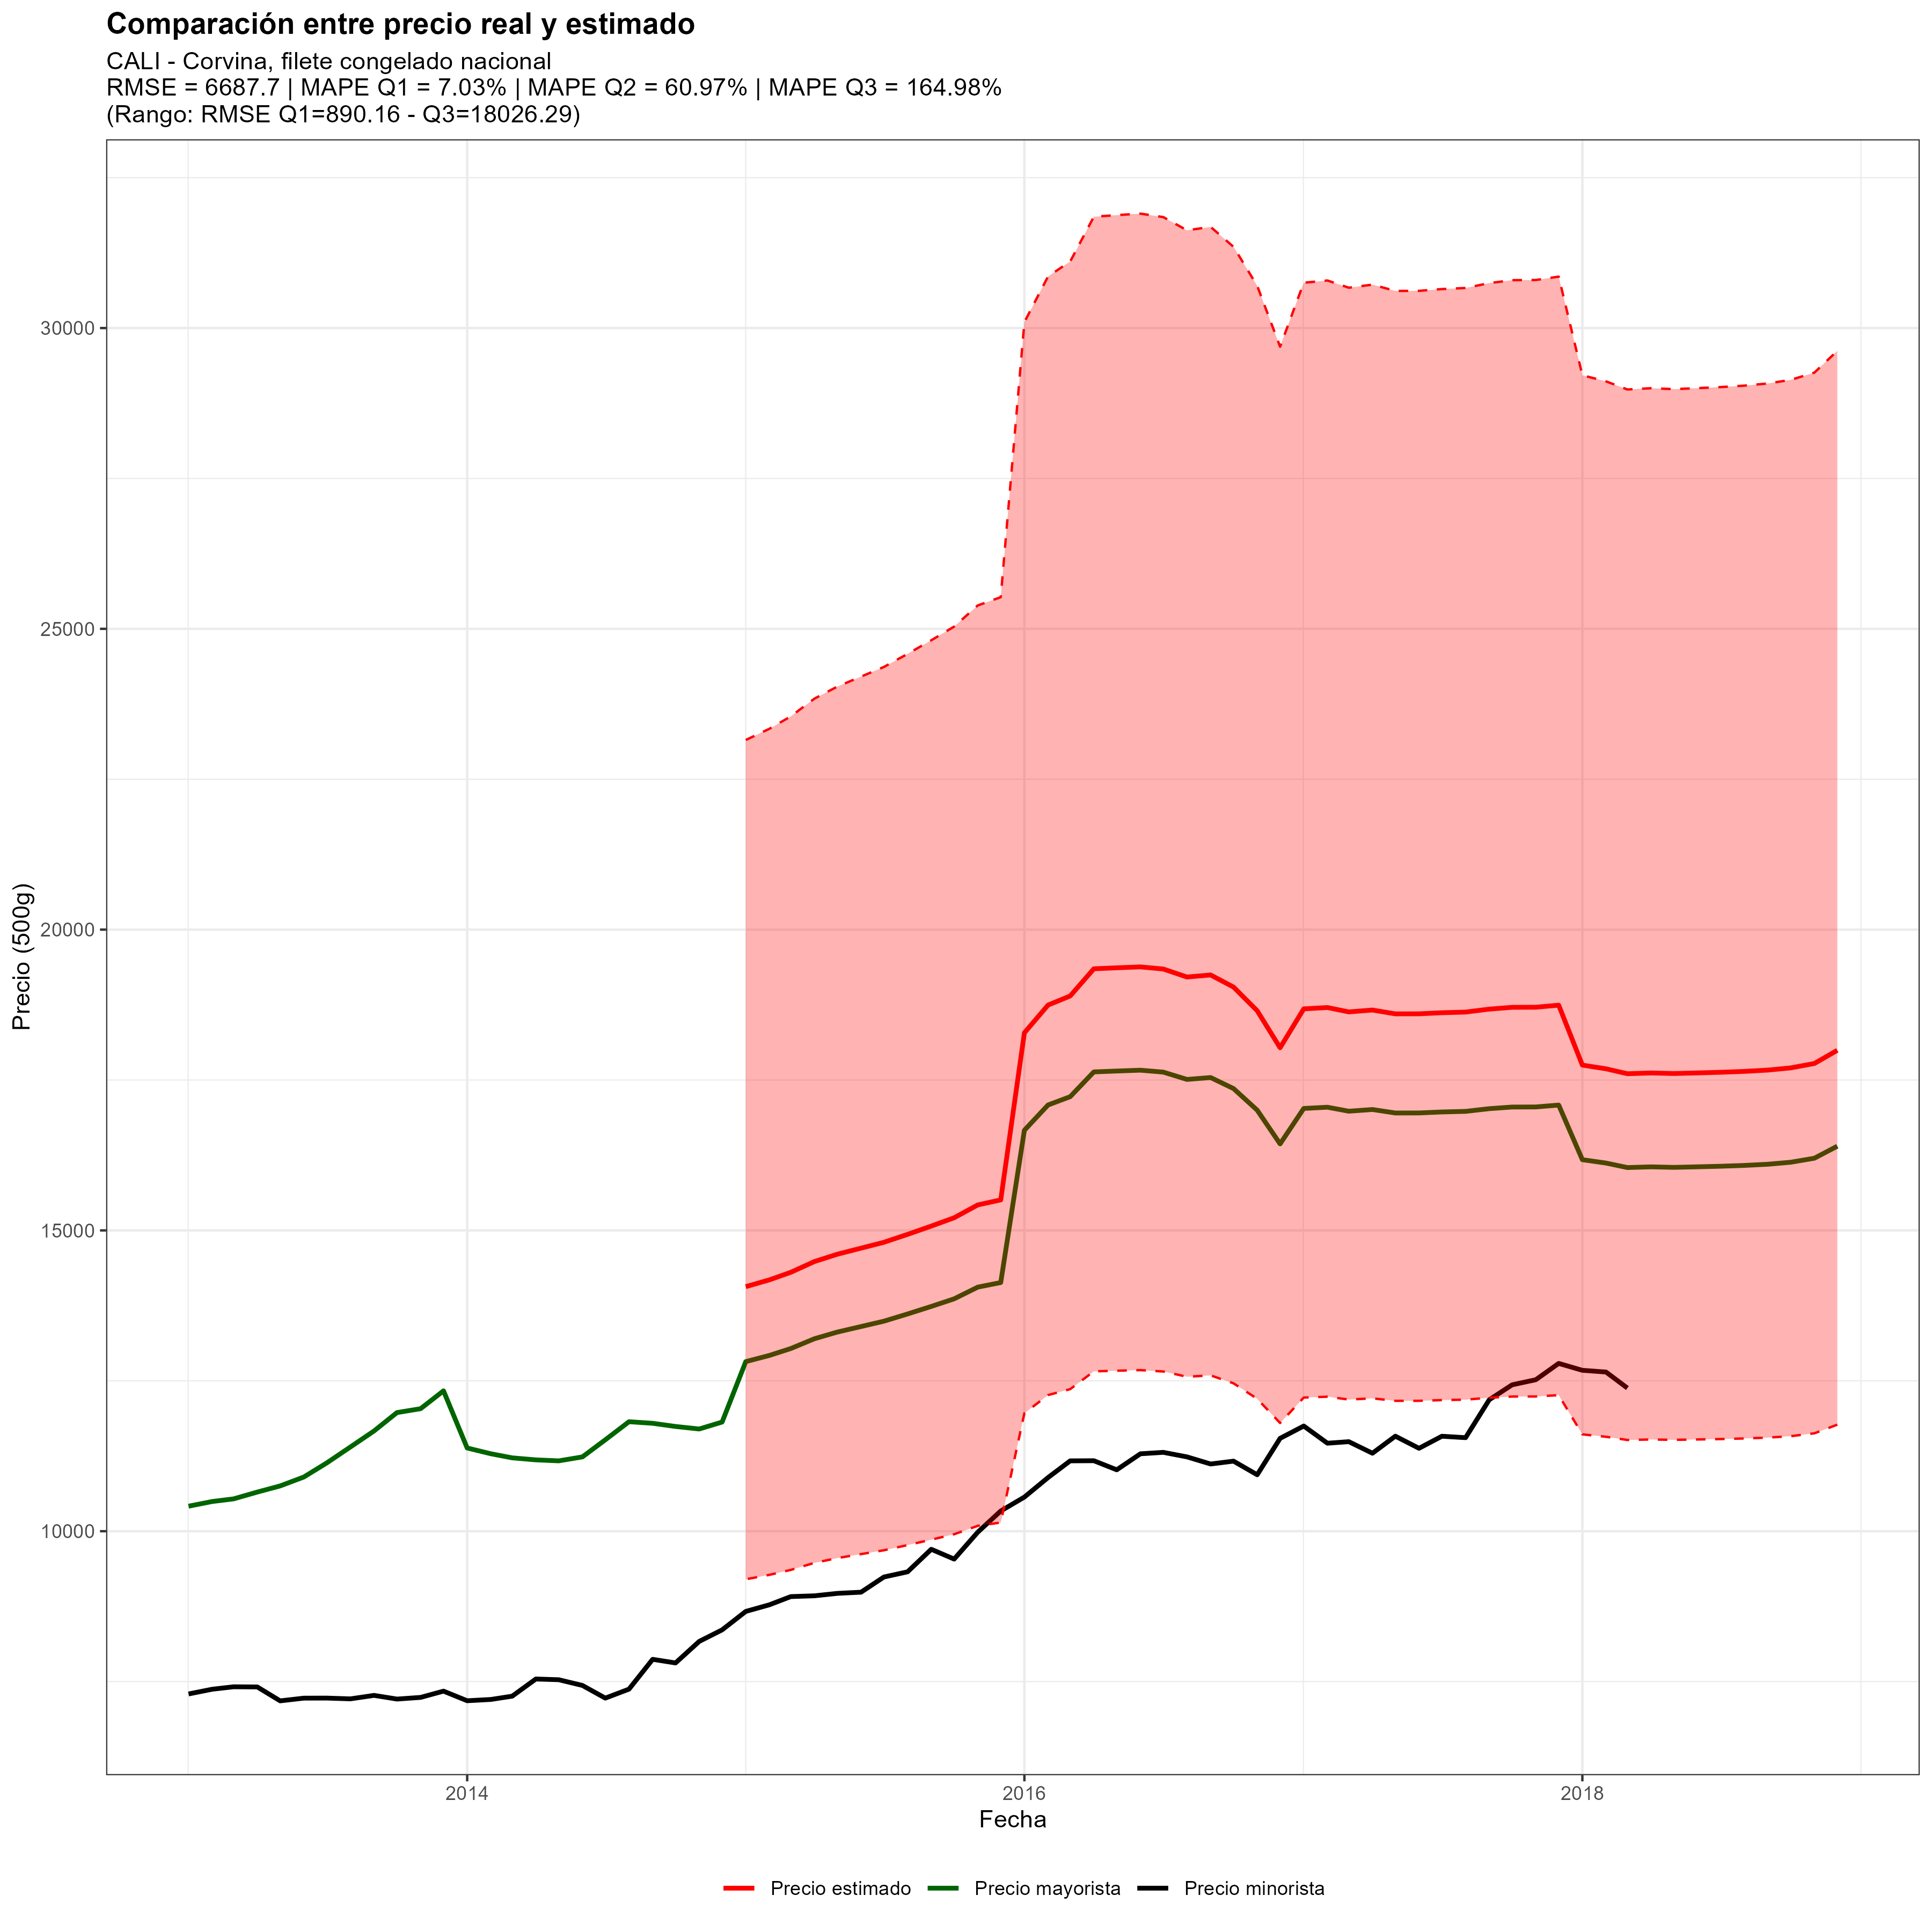 Comparación entre precio real y estimado
CALI - Corvina, filete congelado nacional
RMSE = 6687.7 | MAPE Q1 = 7.03% | MAPE Q2 = 60.97% | MAPE Q3 = 164.98%
(Rango: RMSE Q1=890.16 - Q3=18026.29)
Precio (500g)
30000
25000
20000
15000
10000
2014
2016
2018
Fecha
Precio estimado
Precio mayorista
Precio minorista